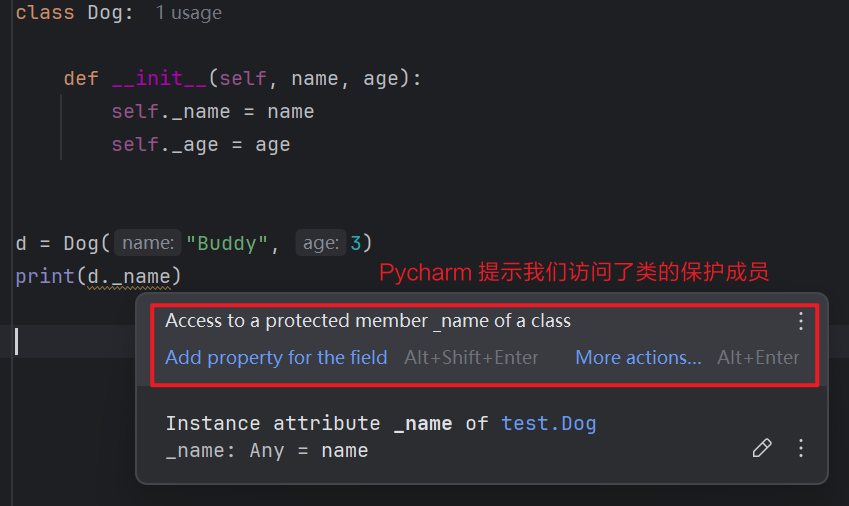 class Dog:  1 usage
def __init__(self, name, age):
self._name = name
self._age = age
d = Dog(name: "Buddy", age: 3)
print(d._name)
Pycharm 提示我们访问了类的保护成员
Access to a protected member _name of a class
Add property for the field Alt+Shift+Enter More actions... Alt+Enter
Instance attribute _name of test.Dog
_name: Any = name